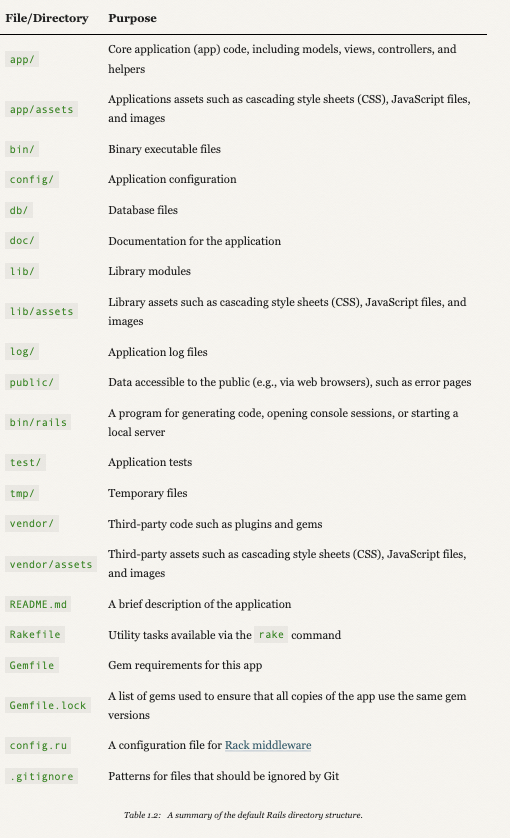 File/Directory Purpose
app/ Core application (app) code, including models, views, controllers, and
helpers
app/assets Applications assets such as cascading style sheets (CSS), JavaScript files,
and images
bin/ Binary executable files
config/ Application configuration
db/ Database files
doc/ Documentation for the application
lib/ Library modules
lib/assets Library assets such as cascading style sheets (CSS), JavaScript files, and
images
log/ Application log files
public/ Data accessible to the public (e.g., via web browsers), such as error pages
bin/rails A program for generating code, opening console sessions, or starting a
local server
test/ Application tests
tmp/ Temporary files
vendor/ Third-party code such as plugins and gems
vendor/assets Third-party assets such as cascading style sheets (CSS), JavaScript files,
and images
README.md A brief description of the application
Rakefile Utility tasks available via the rake command
Gemfile Gem requirements for this app
Gemfile.lock A list of gems used to ensure that all copies of the app use the same gem
versions
config.ru A configuration file for Rack middleware
.gitignore Patterns for files that should be ignored by Git
Table 1.2: A summary of the default Rails directory structure.